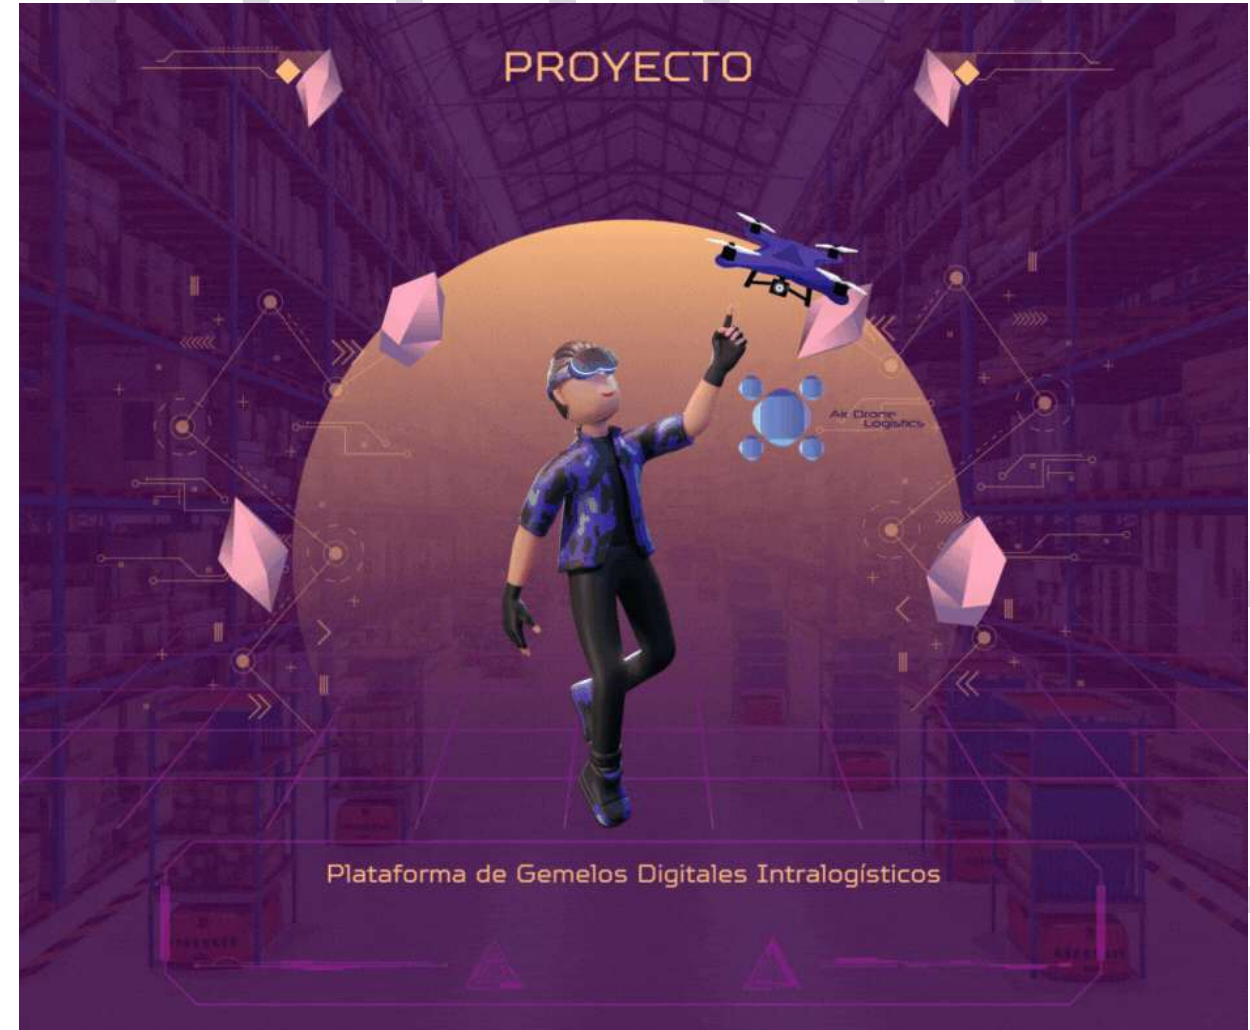 PROYECTO
Air Drone
Logistics
Plataforma de Gemelos Digitales Intralogísticos